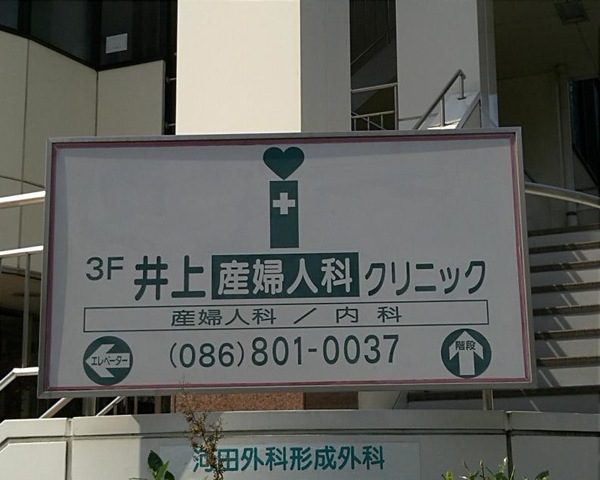 3F 井上産婦人科クリニック
産婦人科 ／ 内科
エレベーター (086)801-0037 階段
河田外科形成外科